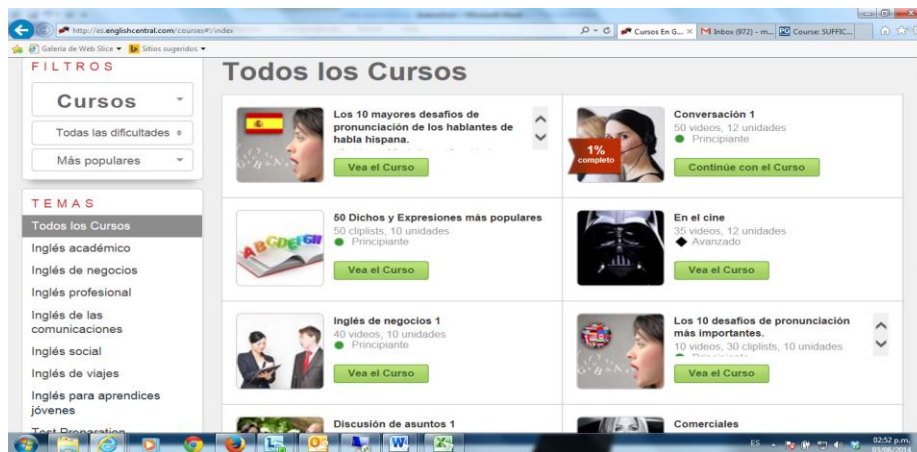 http://es.englishcentral.com/courses#!/index
Cursos En G...
Inbox (972) - m...
Course: SUFFIC...
Galería de Web Slice
Sitios sugeridos
FILTROS
Cursos
Todas las dificultades
Más populares
TEMAS
Todos los Cursos
Inglés académico
Inglés de negocios
Inglés profesional
Inglés de las
comunicaciones
Inglés social
Inglés de viajes
Inglés para aprendices
jóvenes
Test Preparation
Todos los Cursos
Los 10 mayores desafíos de
pronunciación de los hablantes de
habla hispana.
Vea el Curso
1%
completo
Conversación 1
50 videos, 12 unidades
Principiante
Continúe con el Curso
50 Dichos y Expresiones más populares
50 cliplists, 10 unidades
Principiante
Vea el Curso
En el cine
35 videos, 12 unidades
Avanzado
Vea el Curso
Inglés de negocios 1
40 videos, 10 unidades
Principiante
Vea el Curso
Los 10 desafíos de pronunciación
más importantes.
10 videos, 30 cliplists, 10 unidades
Principiante
Vea el Curso
Discusión de asuntos 1
Comerciales
ES
02:52 p.m.
03/06/2014